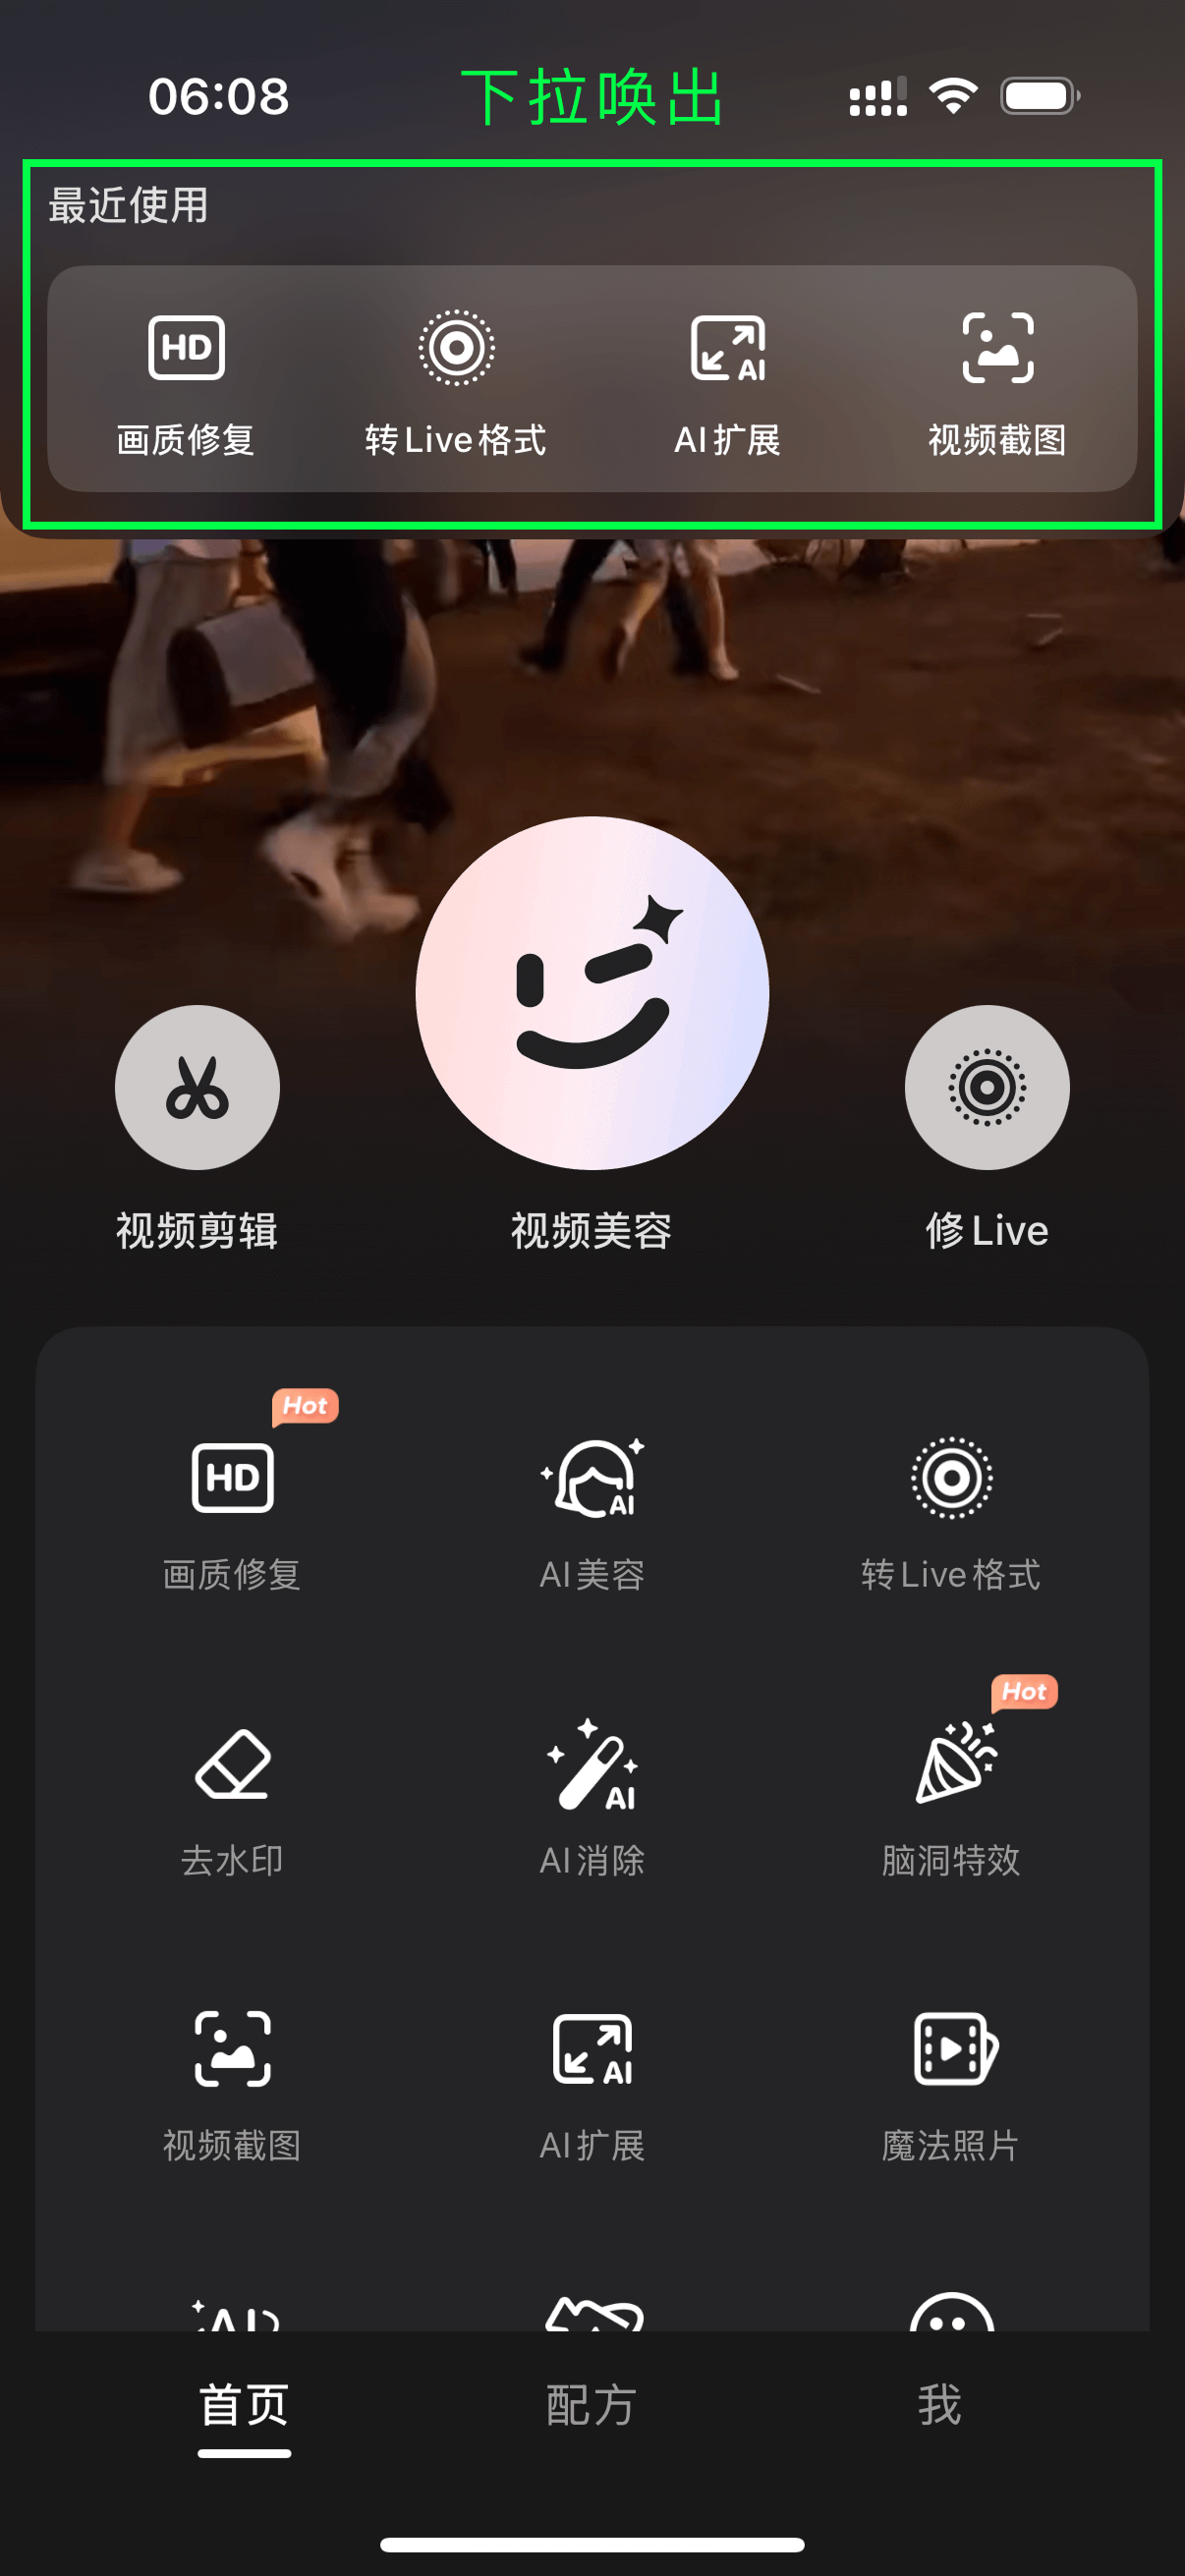 06:08 下拉唤出
最近使用
HD AI
画质修复 转Live格式 AI扩展 视频截图
视频剪辑 视频美容 修Live
Hot
HD AI
画质修复 AI美容 转Live格式
Hot
AI
去水印 AI消除 脑洞特效
AI
视频截图 AI扩展 魔法照片
首页 配方 我